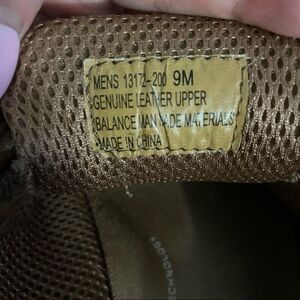 MENS 13172-200 9M
GENUINE LEATHER UPPER
BALANCE MAN MADE MATERIALS
MADE IN CHINA